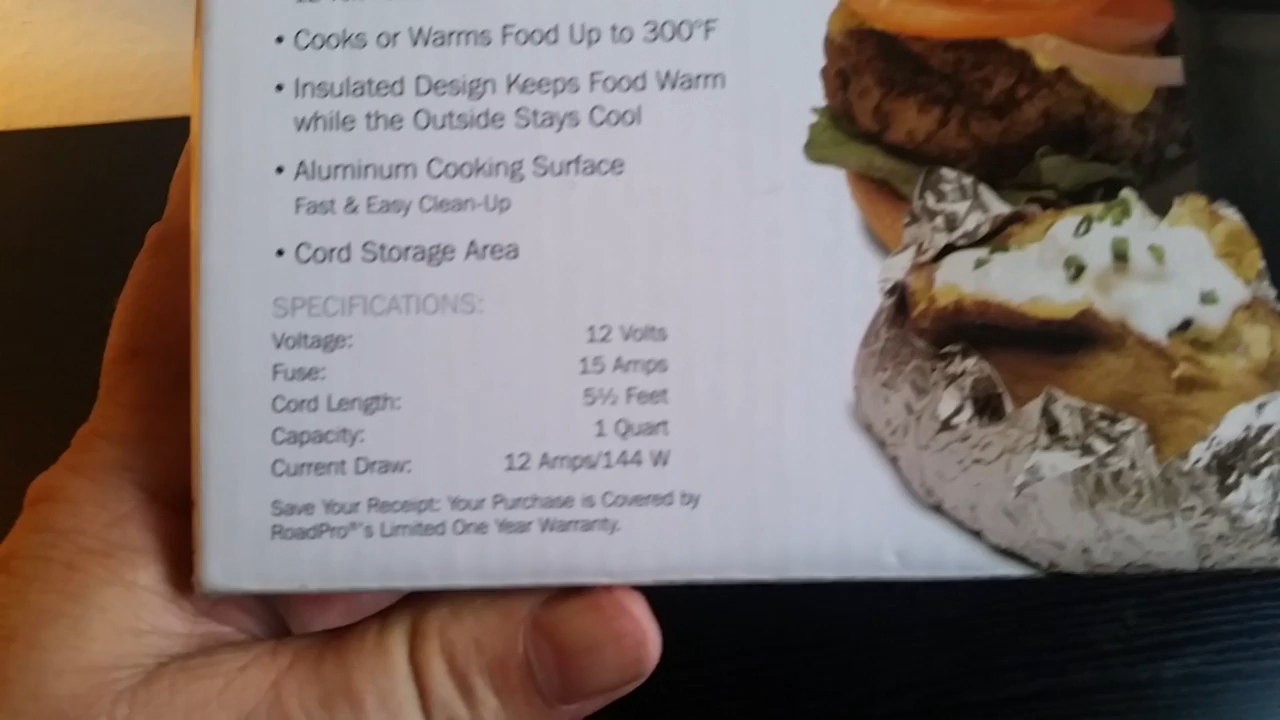 • Cooks or Warms Food Up to 300°F
• Insulated Design Keeps Food Warm
while the Outside Stays Cool
• Aluminum Cooking Surface
Fast & Easy Clean-Up
• Cord Storage Area
SPECIFICATIONS:
Voltage: 12 Volts
Fuse: 15 Amps
Cord Length: 5½ Feet
Capacity: 1 Quart
Current Draw: 12 Amps/144 W
Save Your Receipt: Your Purchase is Covered by
RoadPro®'s Limited One Year Warranty.